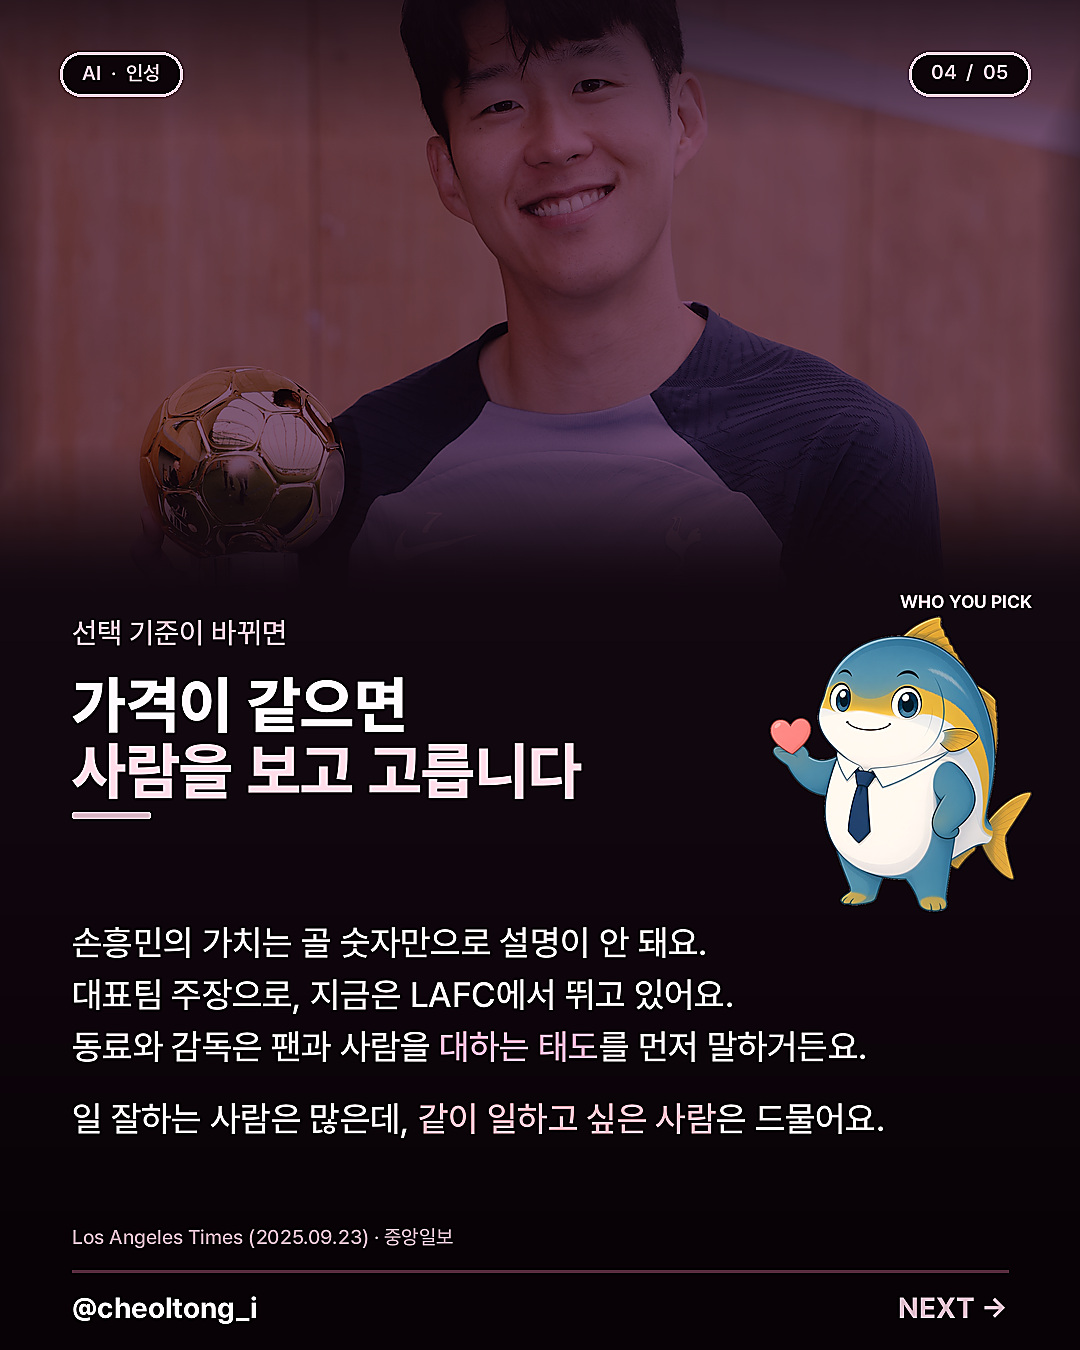 AI · 인성
04 / 05
WHO YOU PICK
선택 기준이 바뀌면
가격이 같으면
사람을 보고 고릅니다
손흥민의 가치는 골 숫자만으로 설명이 안 돼요.
대표팀 주장으로, 지금은 LAFC에서 뛰고 있어요.
동료와 감독은 팬과 사람을 대하는 태도를 먼저 말하거든요.
일 잘하는 사람은 많은데, 같이 일하고 싶은 사람은 드물어요.
Los Angeles Times (2025.09.23) · 중앙일보
@cheoltong_i
NEXT →